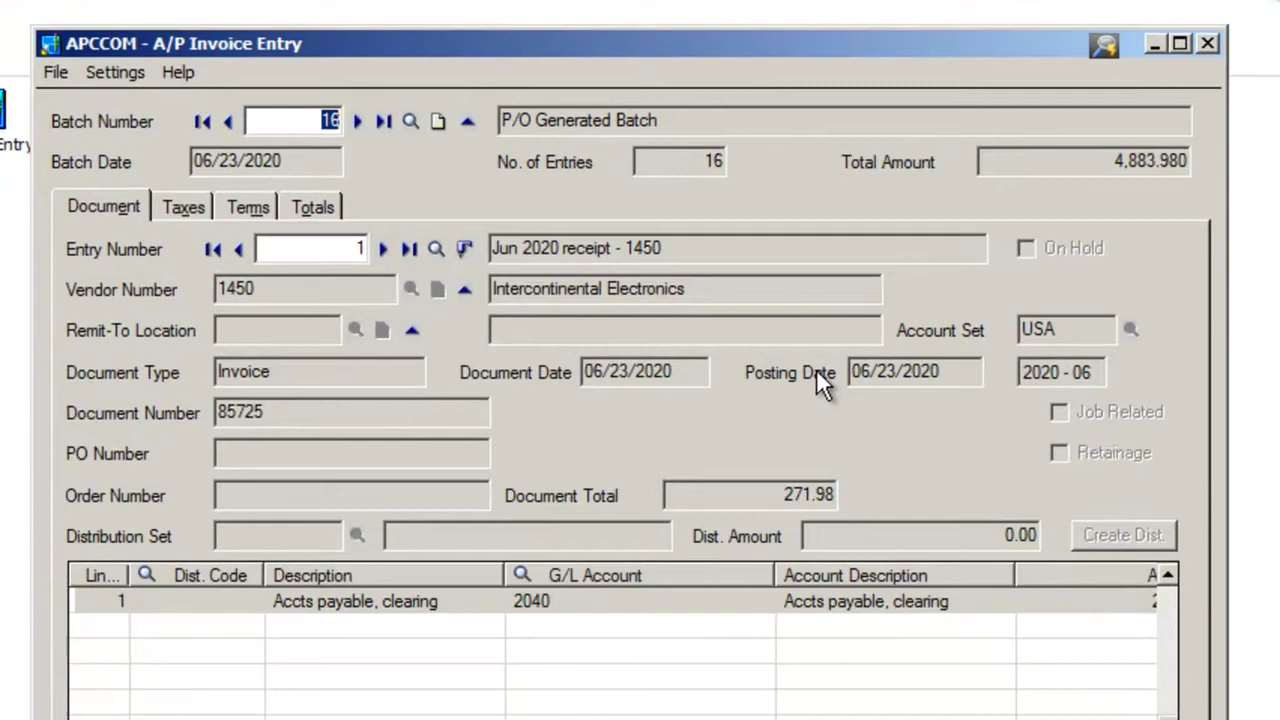 APCCOM - A/P Invoice Entry
File Settings Help
Batch Number 16 P/O Generated Batch
Entry
Batch Date 06/23/2020 No. of Entries 16 Total Amount 4,883.980
Document Taxes Terms Totals
Entry Number 1 Jun 2020 receipt - 1450 On Hold
Vendor Number 1450 Intercontinental Electronics
Remit-To Location Account Set USA
Document Type Invoice Document Date 06/23/2020 Posting Date 06/23/2020 2020 - 06
Document Number 85725 Job Related
PO Number Retainage
Order Number Document Total 271.98
Distribution Set Dist. Amount 0.00 Create Dist.
Lin... Dist. Code Description G/L Account Account Description A
1 Accts payable, clearing 2040 Accts payable, clearing 2